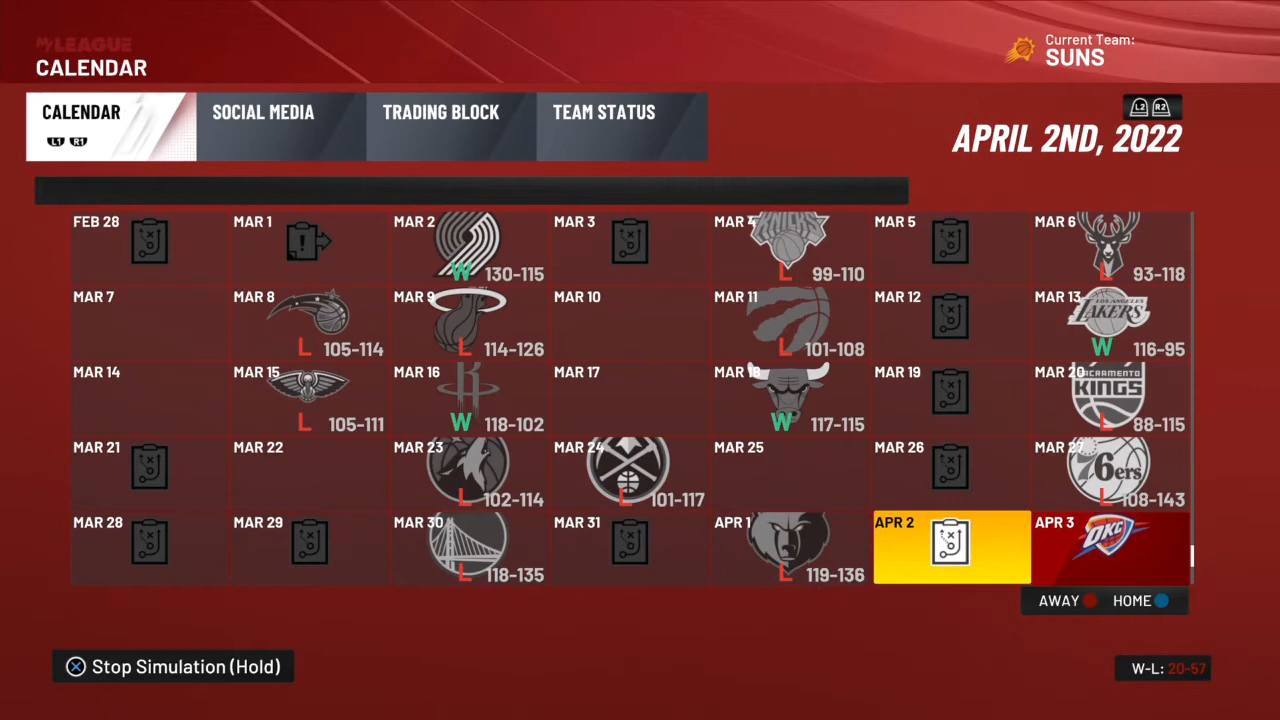 MyLEAGUE
CALENDAR
Current Team:
SUNS
CALENDAR
L1 R1
SOCIAL MEDIA
TRADING BLOCK
TEAM STATUS
L2 R2
APRIL 2ND, 2022
FEB 28
MAR 1
MAR 2
W 130-115
MAR 3
MAR 4
KNICKS
L 99-110
MAR 5
MAR 6
L 93-118
MAR 7
MAR 8
L 105-114
MAR 9
L 114-126
MAR 10
MAR 11
L 101-108
MAR 12
MAR 13
LOS ANGELES
LAKERS
W 116-95
MAR 14
MAR 15
L 105-111
MAR 16
W 118-102
MAR 17
MAR 18
W 117-115
MAR 19
MAR 20
SACRAMENTO
KINGS
L 88-115
MAR 21
MAR 22
MAR 23
L 102-114
MAR 24
L 101-117
MAR 25
MAR 26
MAR 27
76ers
L 108-143
MAR 28
MAR 29
MAR 30
L 118-135
MAR 31
APR 1
L 119-136
APR 2
APR 3
OKC
AWAY HOME
Stop Simulation (Hold)
W-L: 20-57